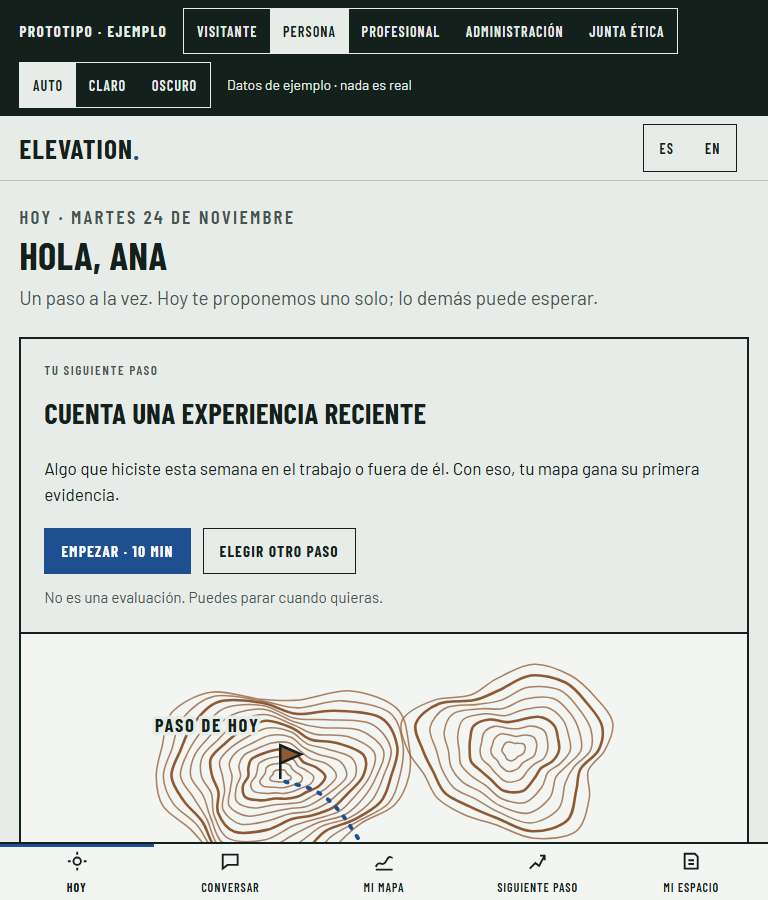 PROTOTIPO · EJEMPLO VISITANTE PERSONA PROFESIONAL ADMINISTRACIÓN JUNTA ÉTICA
AUTO CLARO OSCURO Datos de ejemplo · nada es real
ELEVATION. ES EN
HOY · MARTES 24 DE NOVIEMBRE
HOLA, ANA
Un paso a la vez. Hoy te proponemos uno solo; lo demás puede esperar.
TU SIGUIENTE PASO
CUENTA UNA EXPERIENCIA RECIENTE
Algo que hiciste esta semana en el trabajo o fuera de él. Con eso, tu mapa gana su primera
evidencia.
EMPEZAR · 10 MIN ELEGIR OTRO PASO
No es una evaluación. Puedes parar cuando quieras.
PASO DE HOY
HOY CONVERSAR MI MAPA SIGUIENTE PASO MI ESPACIO